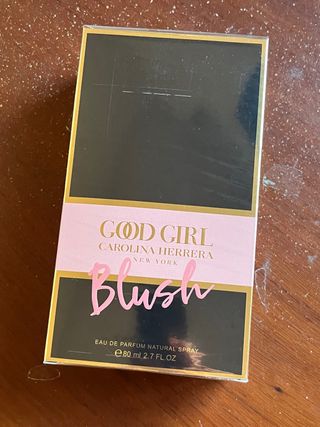 GOOD GIRL
CAROLINA HERRERA
NEW YORK
Blush
EAU DE PARFUM NATURAL SPRAY
℮80 ml 2.7 FL.OZ